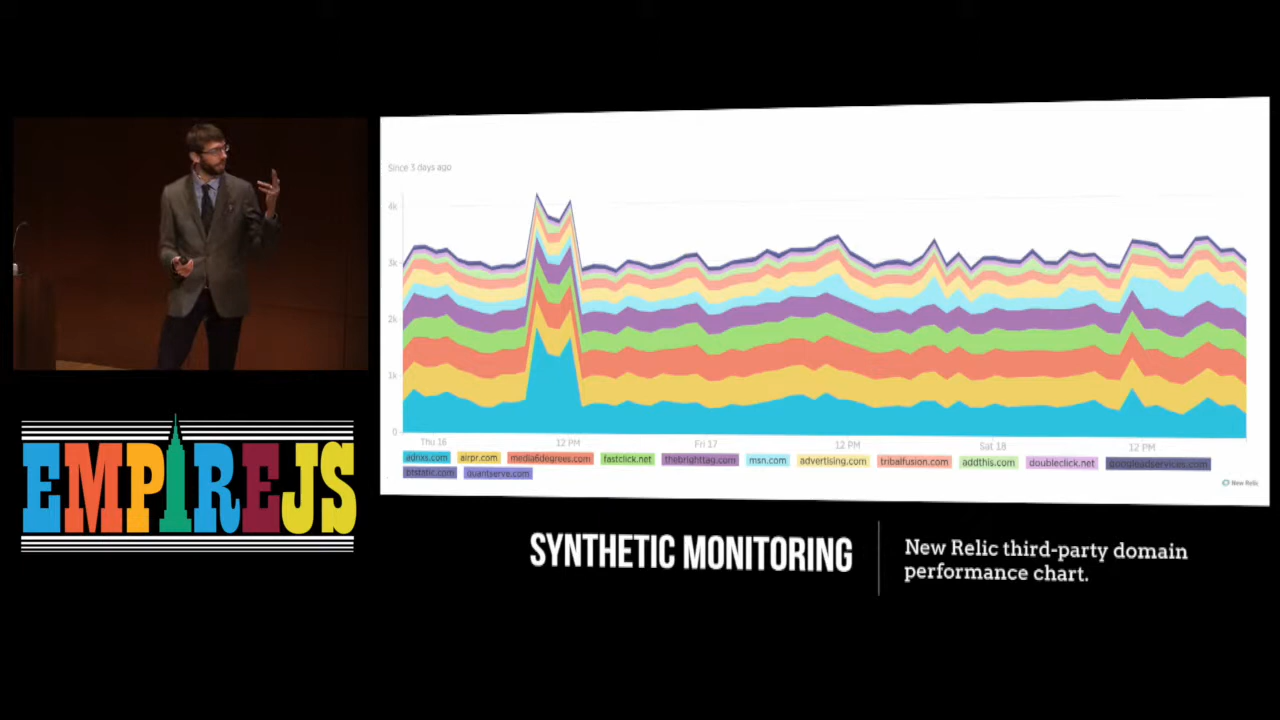 Since 3 days ago
4k
3k
2k
1k
0
Thu 16 12 PM Fri 17 12 PM Sat 18 12 PM
adnxs.com airpr.com media6degrees.com fastclick.net thebrighttag.com msn.com advertising.com tribalfusion.com addthis.com doubleclick.net googleadservices.com
btstatic.com quantserve.com
New Relic
EMPIREJS
SYNTHETIC MONITORING
New Relic third-party domain
performance chart.